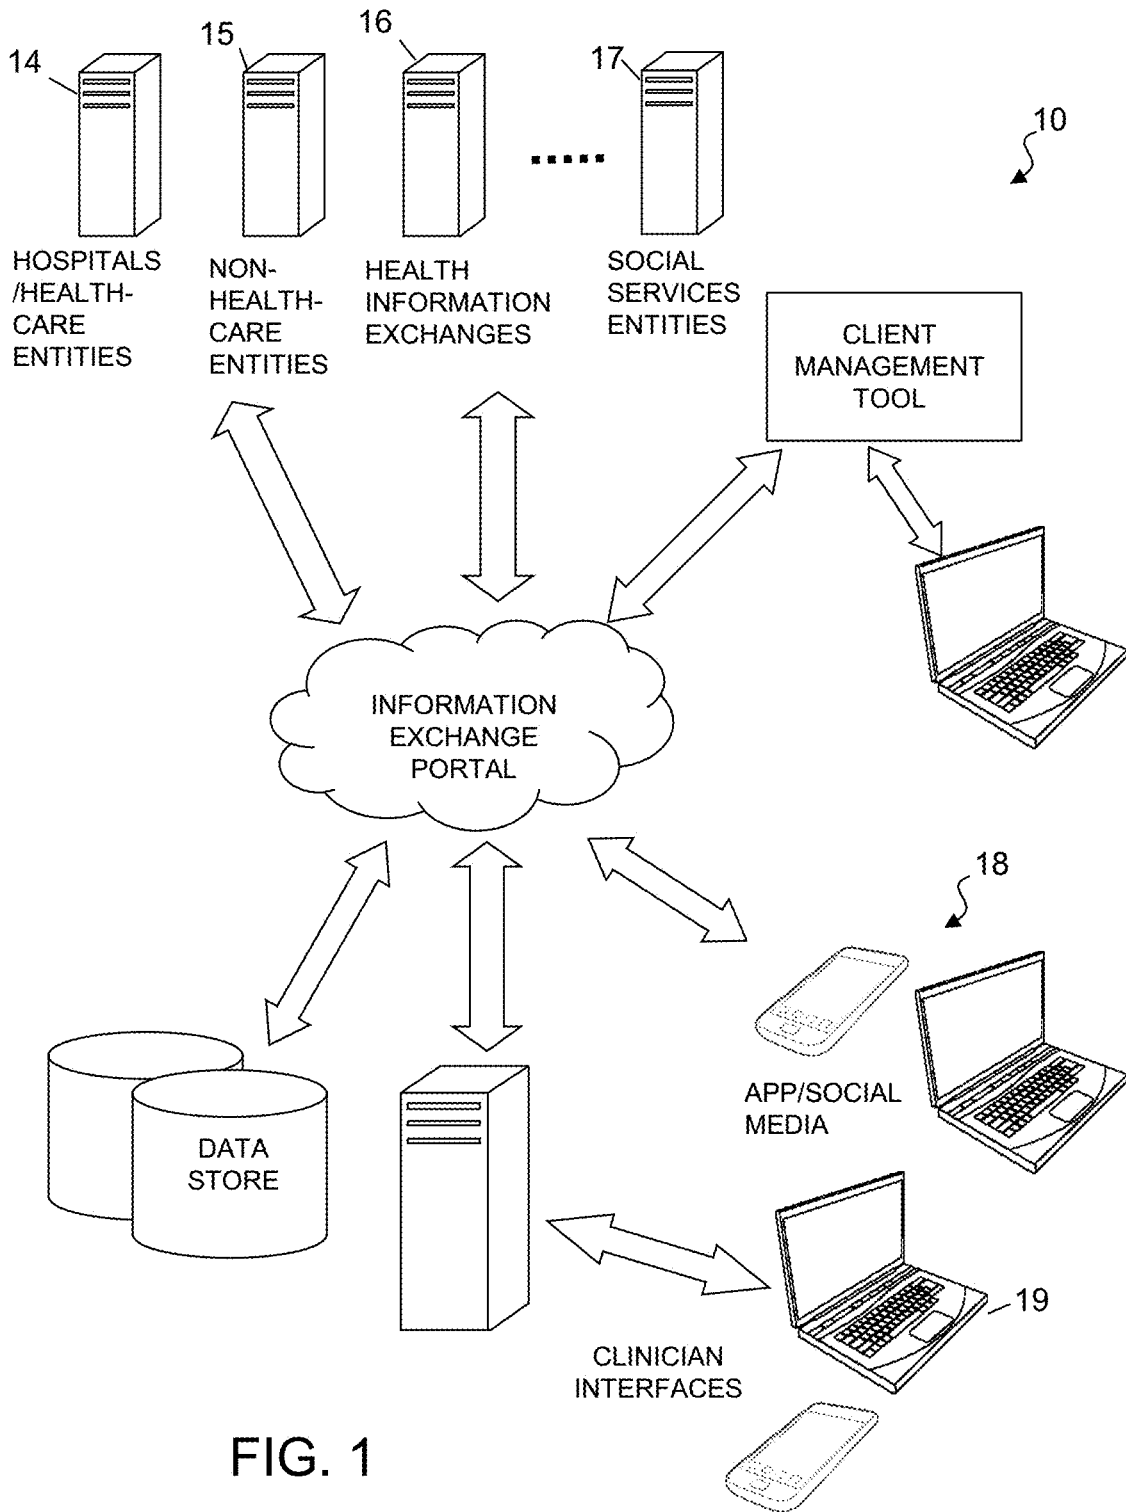 14
15
16
17
10
HOSPITALS
/HEALTH-
CARE
ENTITIES
NON-
HEALTH-
CARE
ENTITIES
HEALTH
INFORMATION
EXCHANGES
SOCIAL
SERVICES
ENTITIES
CLIENT
MANAGEMENT
TOOL
INFORMATION
EXCHANGE
PORTAL
18
APP/SOCIAL
MEDIA
DATA
STORE
19
CLINICIAN
INTERFACES
FIG. 1